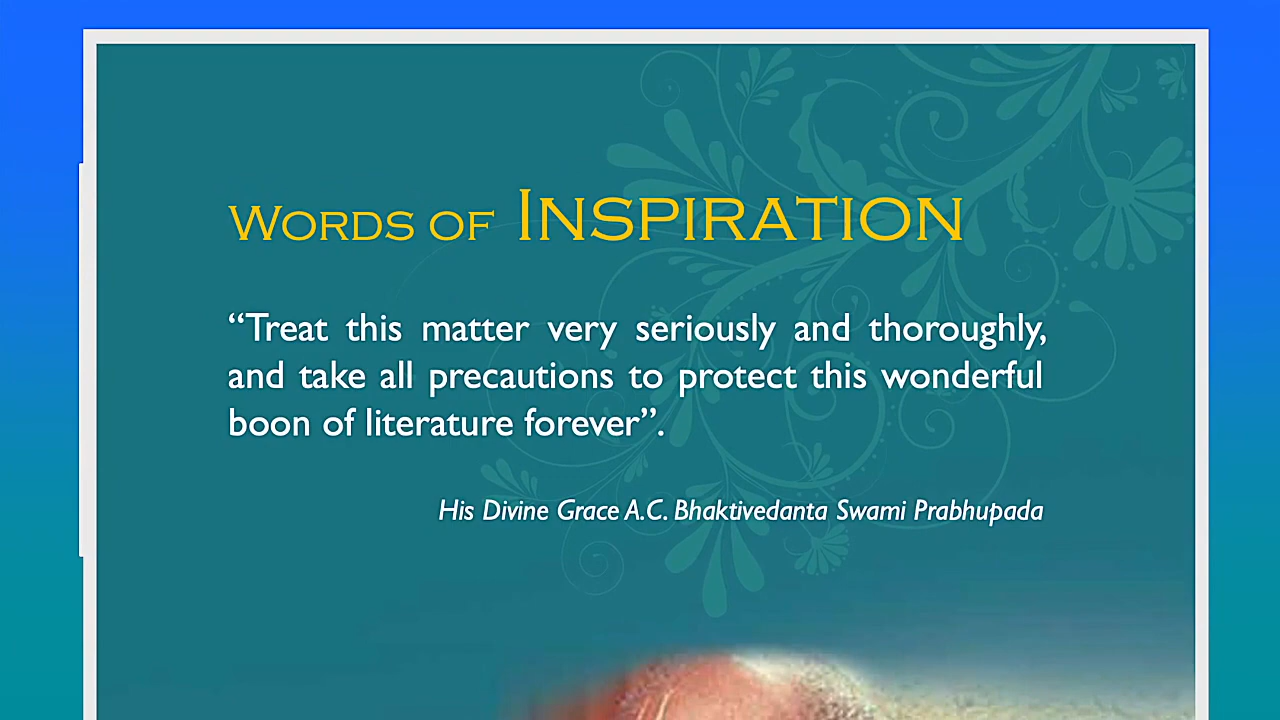 WORDS OF INSPIRATION
“Treat this matter very seriously and thoroughly,
and take all precautions to protect this wonderful
boon of literature forever”.
His Divine Grace A.C. Bhaktivedanta Swami Prabhupada